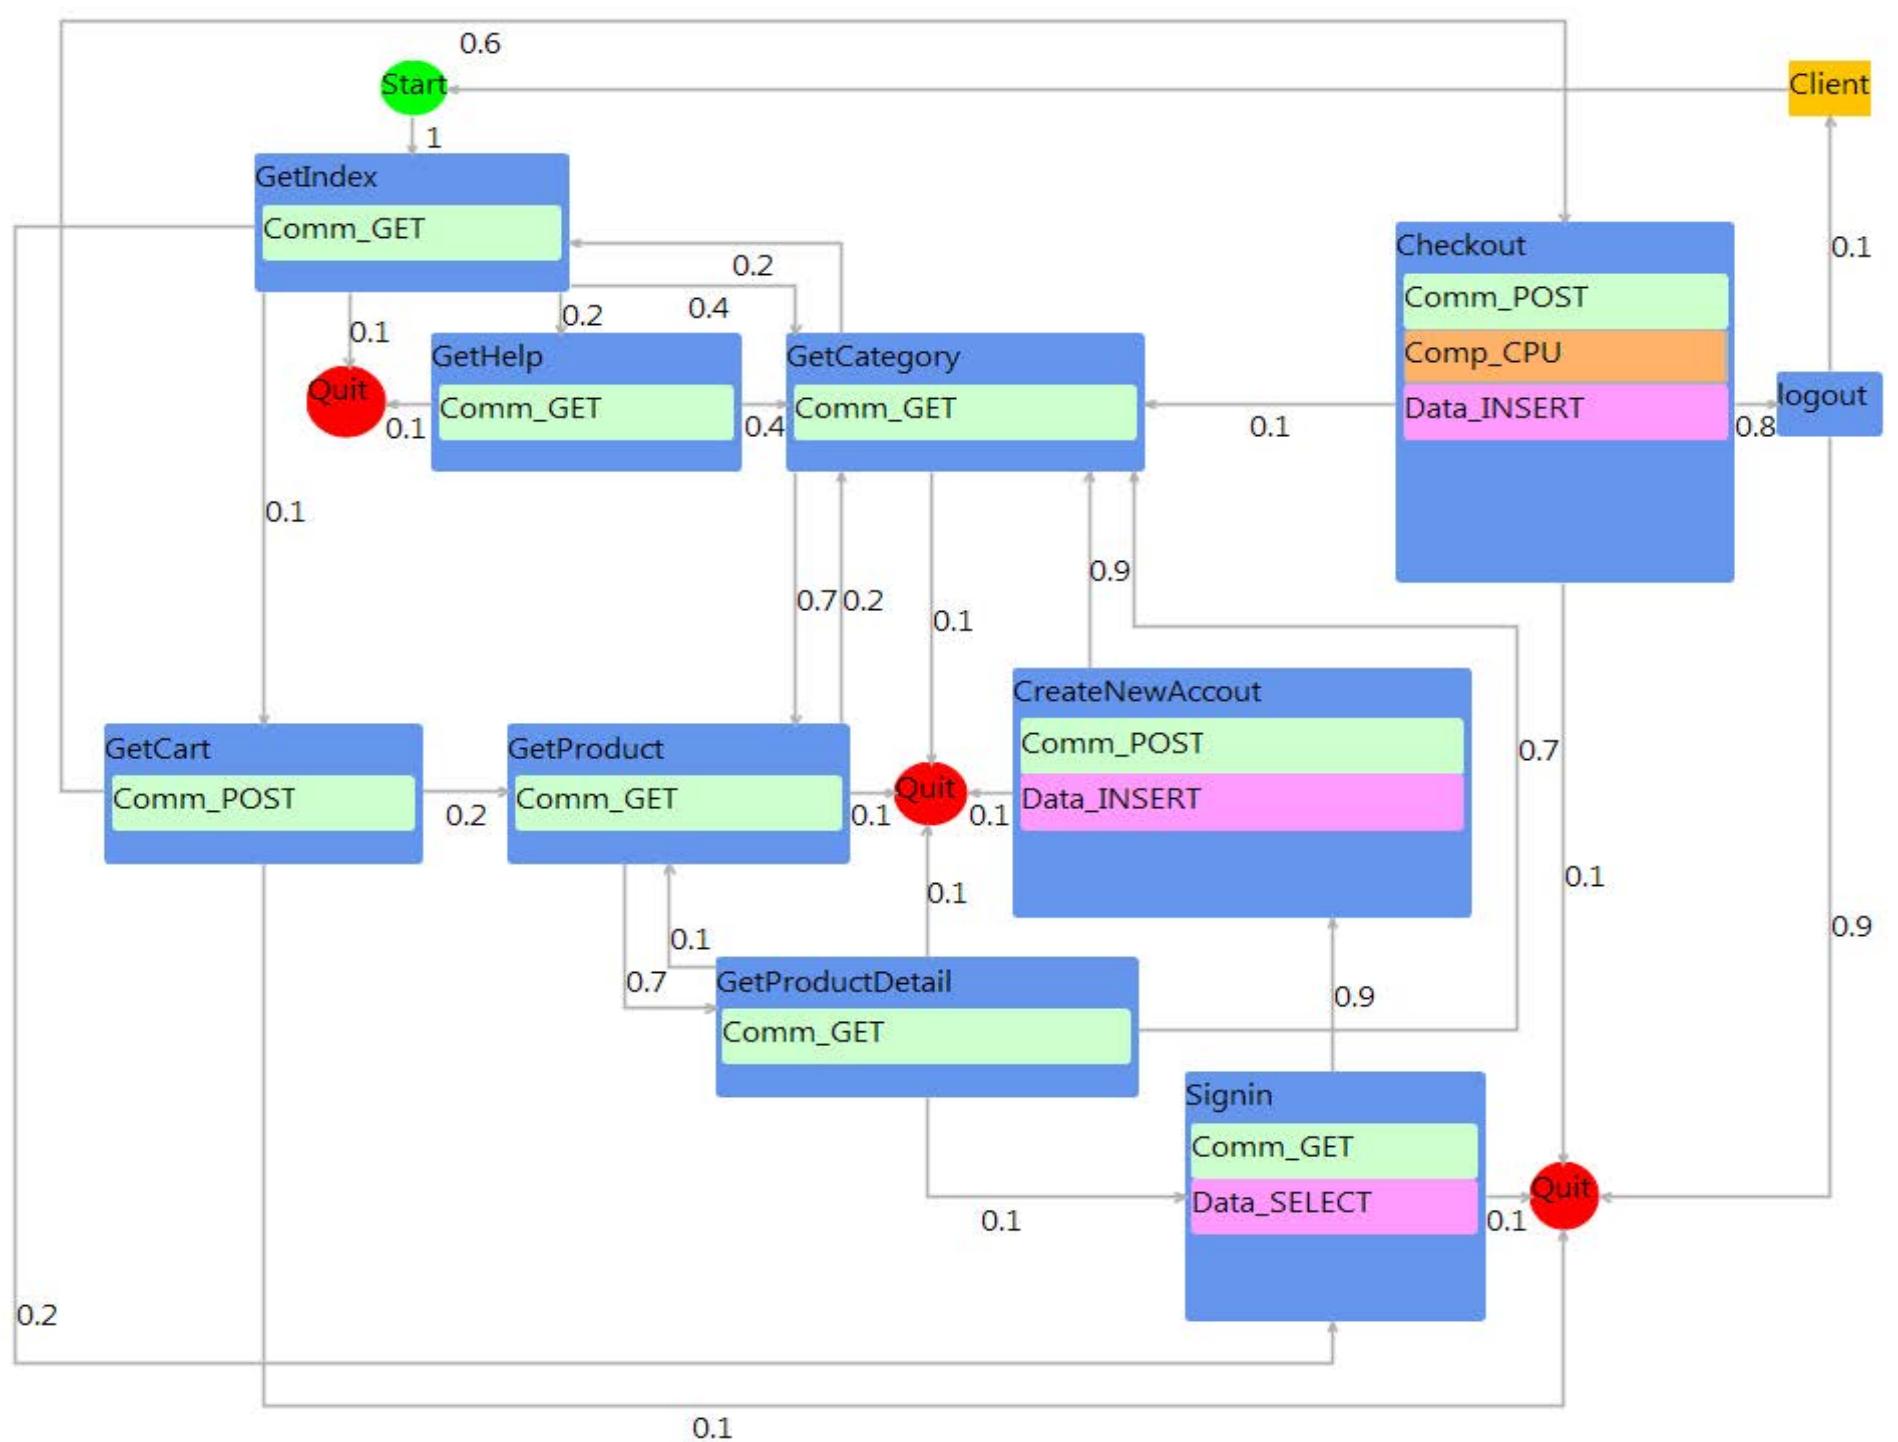 0.6
Start
Client
1
GetIndex
Comm_GET
0.2
0.4
0.1
0.2
Checkout
Comm_POST
Comp_CPU
Data_INSERT
0.1
logout
0.8
0.1
GetHelp
Comm_GET
GetCategory
Comm_GET
Quit
0.1
0.4
0.1
0.7
0.2
0.1
0.9
CreateNewAccout
Comm_POST
Data_INSERT
0.7
GetCart
Comm_POST
0.2
GetProduct
Comm_GET
0.1
Quit
0.1
0.1
0.9
0.1
0.1
0.7
GetProductDetail
Comm_GET
0.9
Signin
Comm_GET
Data_SELECT
0.1
0.1
Quit
0.2
0.1